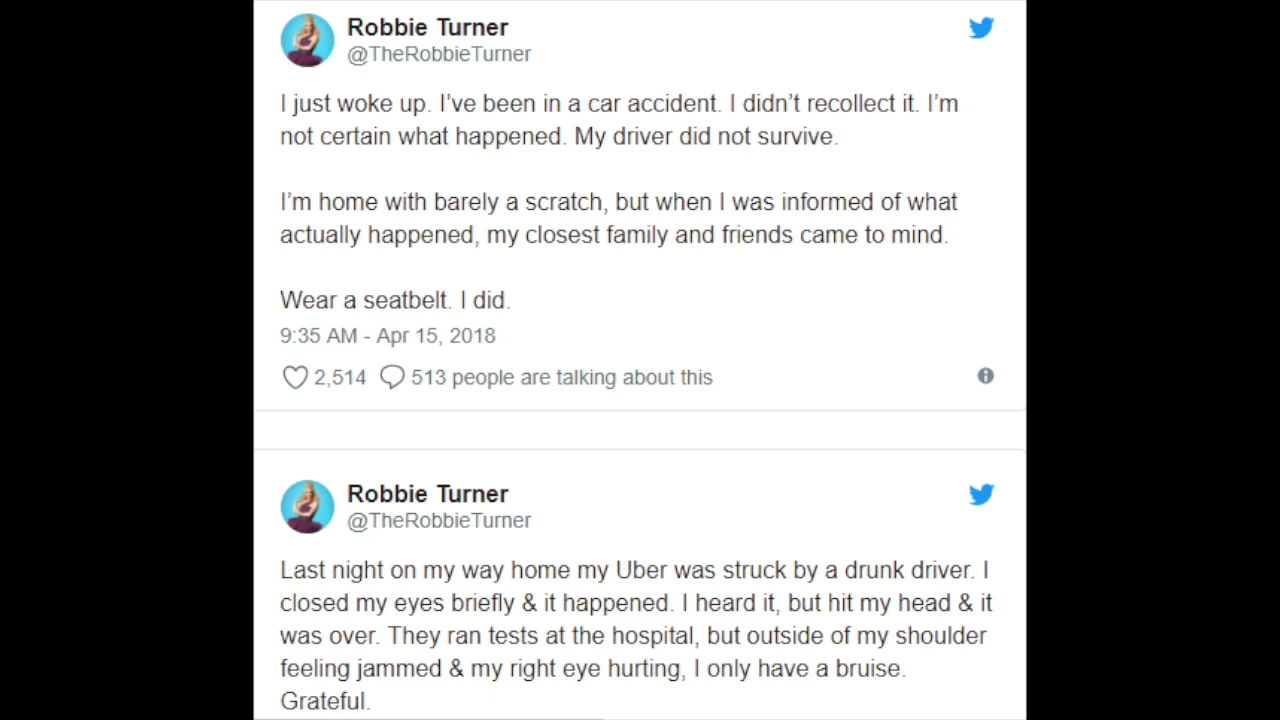 Robbie Turner
@TheRobbieTurner
I just woke up. I’ve been in a car accident. I didn’t recollect it. I’m
not certain what happened. My driver did not survive.
I’m home with barely a scratch, but when I was informed of what
actually happened, my closest family and friends came to mind.
Wear a seatbelt. I did.
9:35 AM - Apr 15, 2018
2,514 513 people are talking about this
Robbie Turner
@TheRobbieTurner
Last night on my way home my Uber was struck by a drunk driver. I
closed my eyes briefly & it happened. I heard it, but hit my head & it
was over. They ran tests at the hospital, but outside of my shoulder
feeling jammed & my right eye hurting, I only have a bruise.
Grateful.